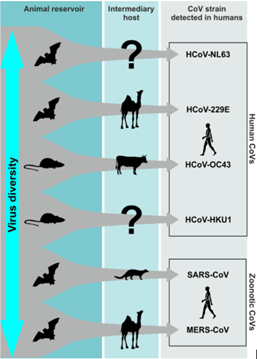 Animal reservoir
Intermediary
host
CoV strain
detected in humans
Virus diversity
?
HCoV-NL63
HCoV-229E
HCoV-OC43
?
HCoV-HKU1
Human CoVs
SARS-CoV
MERS-CoV
Zoonotic CoVs